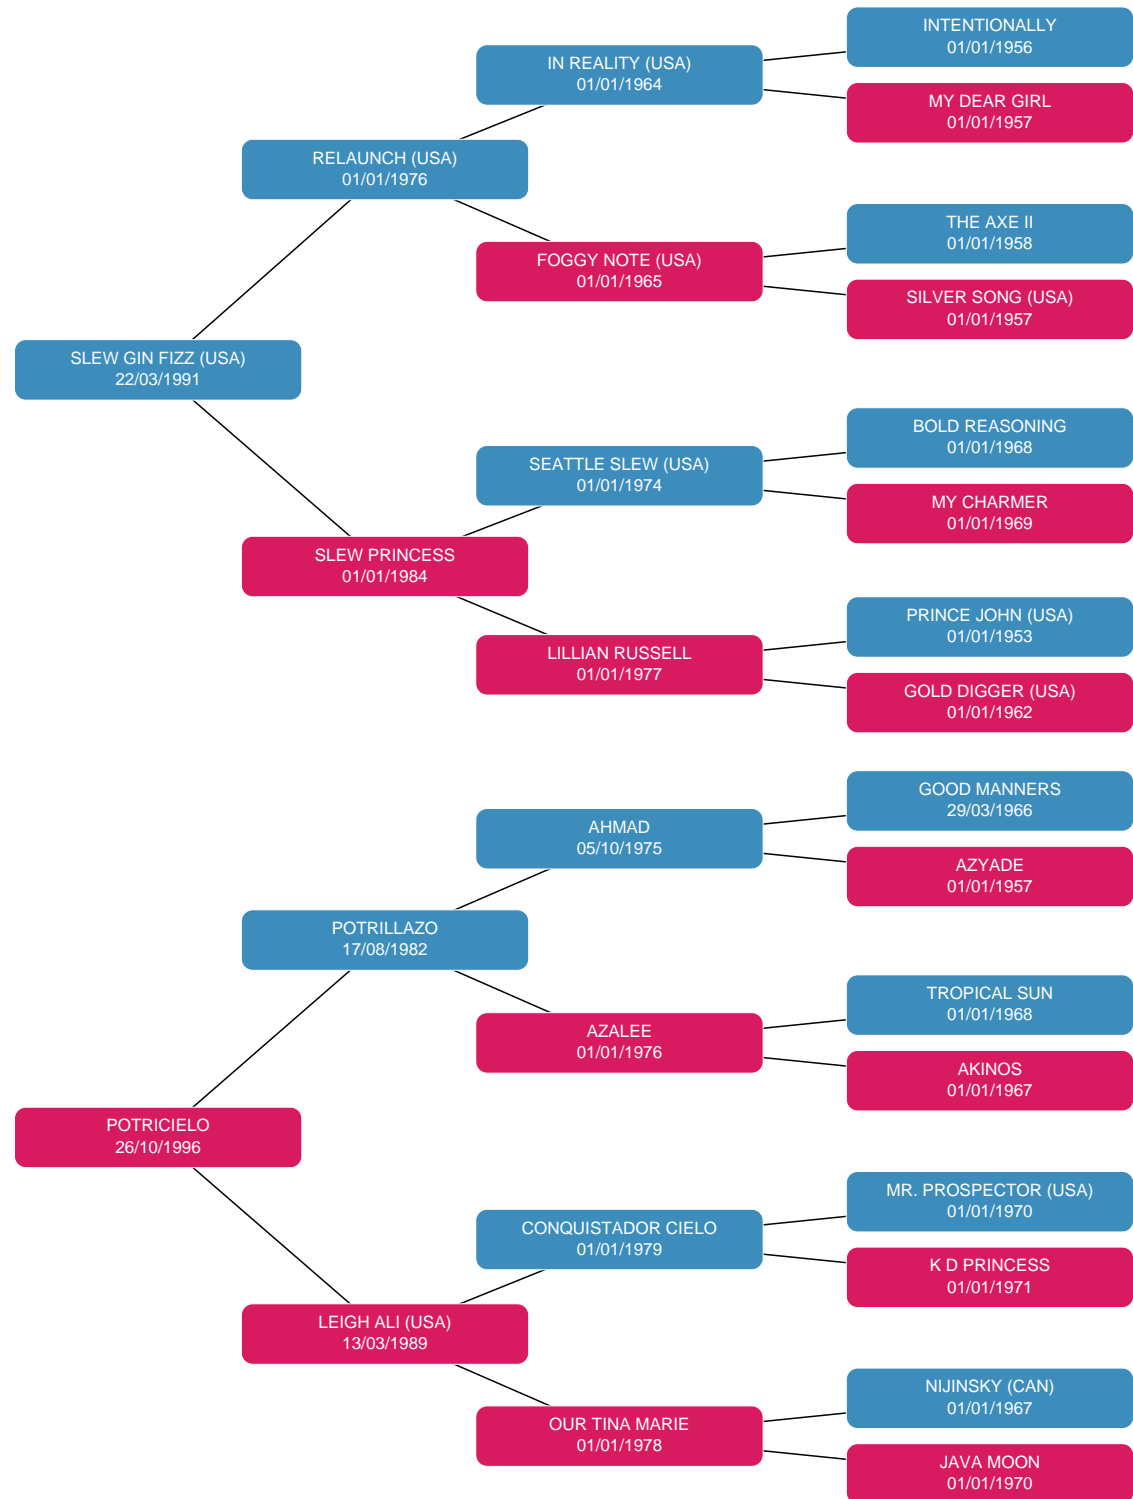 INTENTIONALLY
01/01/1956
IN REALITY (USA)
01/01/1964
MY DEAR GIRL
01/01/1957
RELAUNCH (USA)
01/01/1976
THE AXE II
01/01/1958
FOGGY NOTE (USA)
01/01/1965
SILVER SONG (USA)
01/01/1957
SLEW GIN FIZZ (USA)
22/03/1991
BOLD REASONING
01/01/1968
SEATTLE SLEW (USA)
01/01/1974
MY CHARMER
01/01/1969
SLEW PRINCESS
01/01/1984
PRINCE JOHN (USA)
01/01/1953
LILLIAN RUSSELL
01/01/1977
GOLD DIGGER (USA)
01/01/1962
GOOD MANNERS
29/03/1966
AHMAD
05/10/1975
AZYADE
01/01/1957
POTRILLAZO
17/08/1982
TROPICAL SUN
01/01/1968
AZALEE
01/01/1976
AKINOS
01/01/1967
POTRICIELO
26/10/1996
MR. PROSPECTOR (USA)
01/01/1970
CONQUISTADOR CIELO
01/01/1979
K D PRINCESS
01/01/1971
LEIGH ALI (USA)
13/03/1989
NIJINSKY (CAN)
01/01/1967
OUR TINA MARIE
01/01/1978
JAVA MOON
01/01/1970